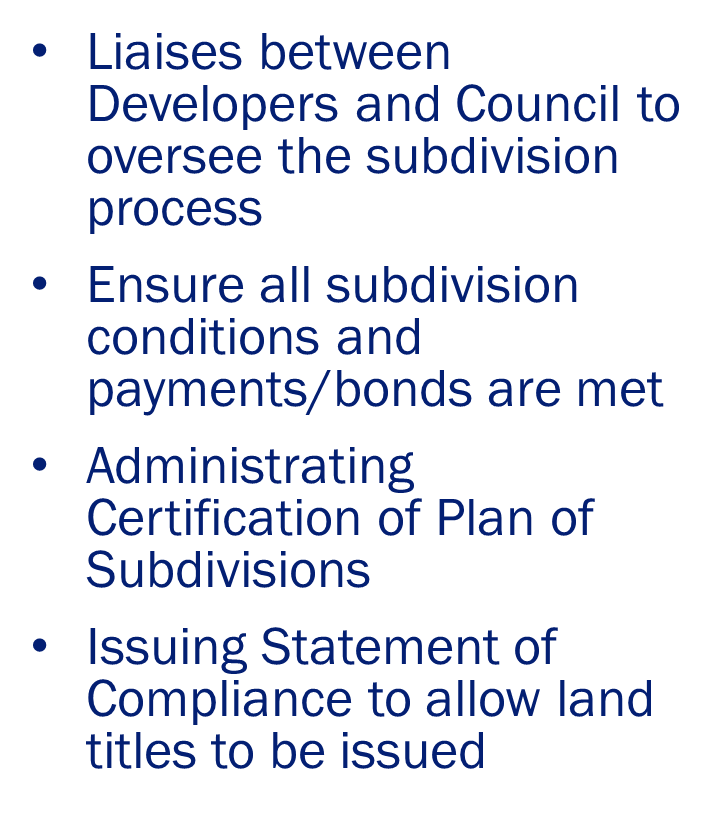 • Liaises between
Developers and Council to
oversee the subdivision
process
• Ensure all subdivision
conditions and
payments/bonds are met
• Administrating
Certification of Plan of
Subdivisions
• Issuing Statement of
Compliance to allow land
titles to be issued